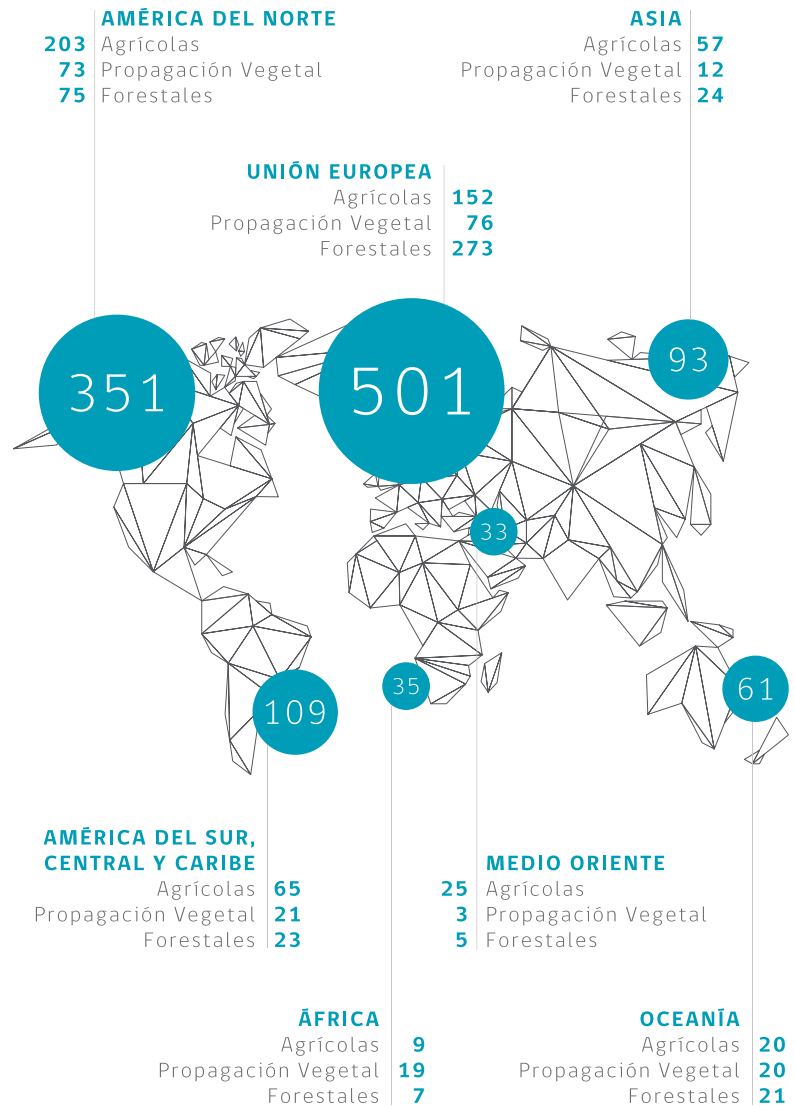 AMÉRICA DEL NORTE
203 Agrícolas
73 Propagación Vegetal
75 Forestales
ASIA
Agrícolas 57
Propagación Vegetal 12
Forestales 24
UNIÓN EUROPEA
Agrícolas 152
Propagación Vegetal 76
Forestales 273
351
501
93
33
35
109
61
AMÉRICA DEL SUR,
CENTRAL Y CARIBE
Agrícolas 65
Propagación Vegetal 21
Forestales 23
MEDIO ORIENTE
25 Agrícolas
3 Propagación Vegetal
5 Forestales
ÁFRICA
Agrícolas 9
Propagación Vegetal 19
Forestales 7
OCEANÍA
Agrícolas 20
Propagación Vegetal 20
Forestales 21